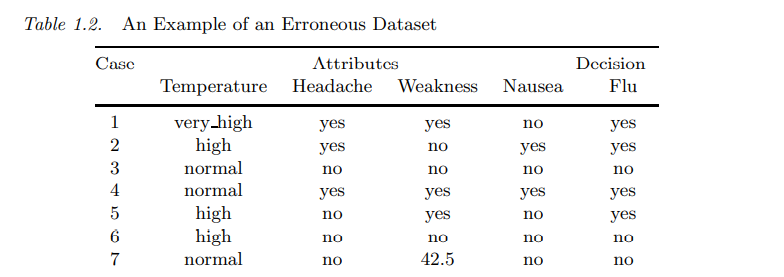 Table 1.2. An Example of an Erroneous Dataset
Case Attributes Decision
Temperature Headache Weakness Nausea Flu
1 very_high yes yes no yes
2 high yes no yes yes
3 normal no no no no
4 normal yes yes yes yes
5 high no yes no yes
6 high no no no no
7 normal no 42.5 no no